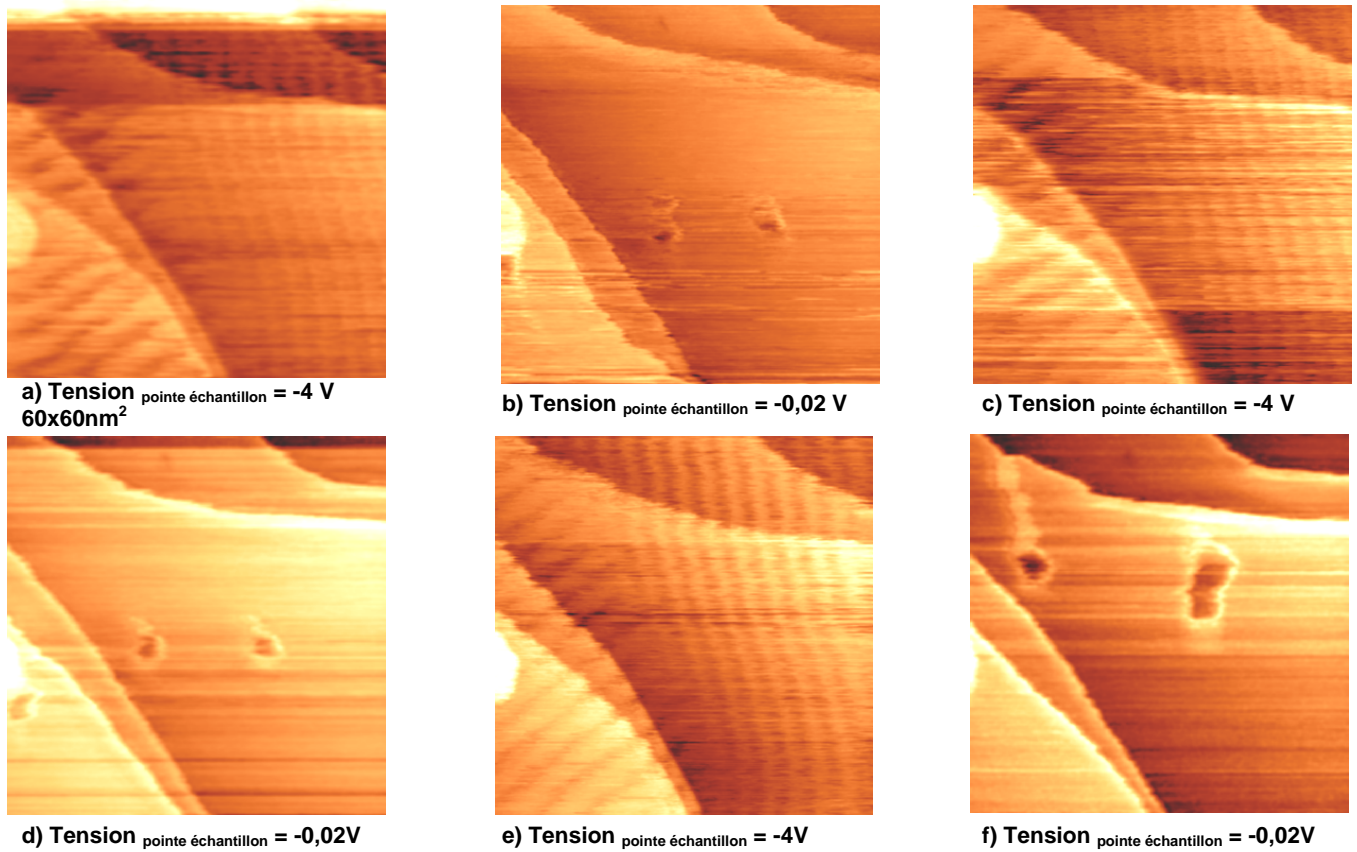 a) Tension pointe échantillon = -4 V
60x60nm²
b) Tension pointe échantillon = -0,02 V
c) Tension pointe échantillon = -4 V
d) Tension pointe échantillon = -0,02V
e) Tension pointe échantillon = -4V
f) Tension pointe échantillon = -0,02V